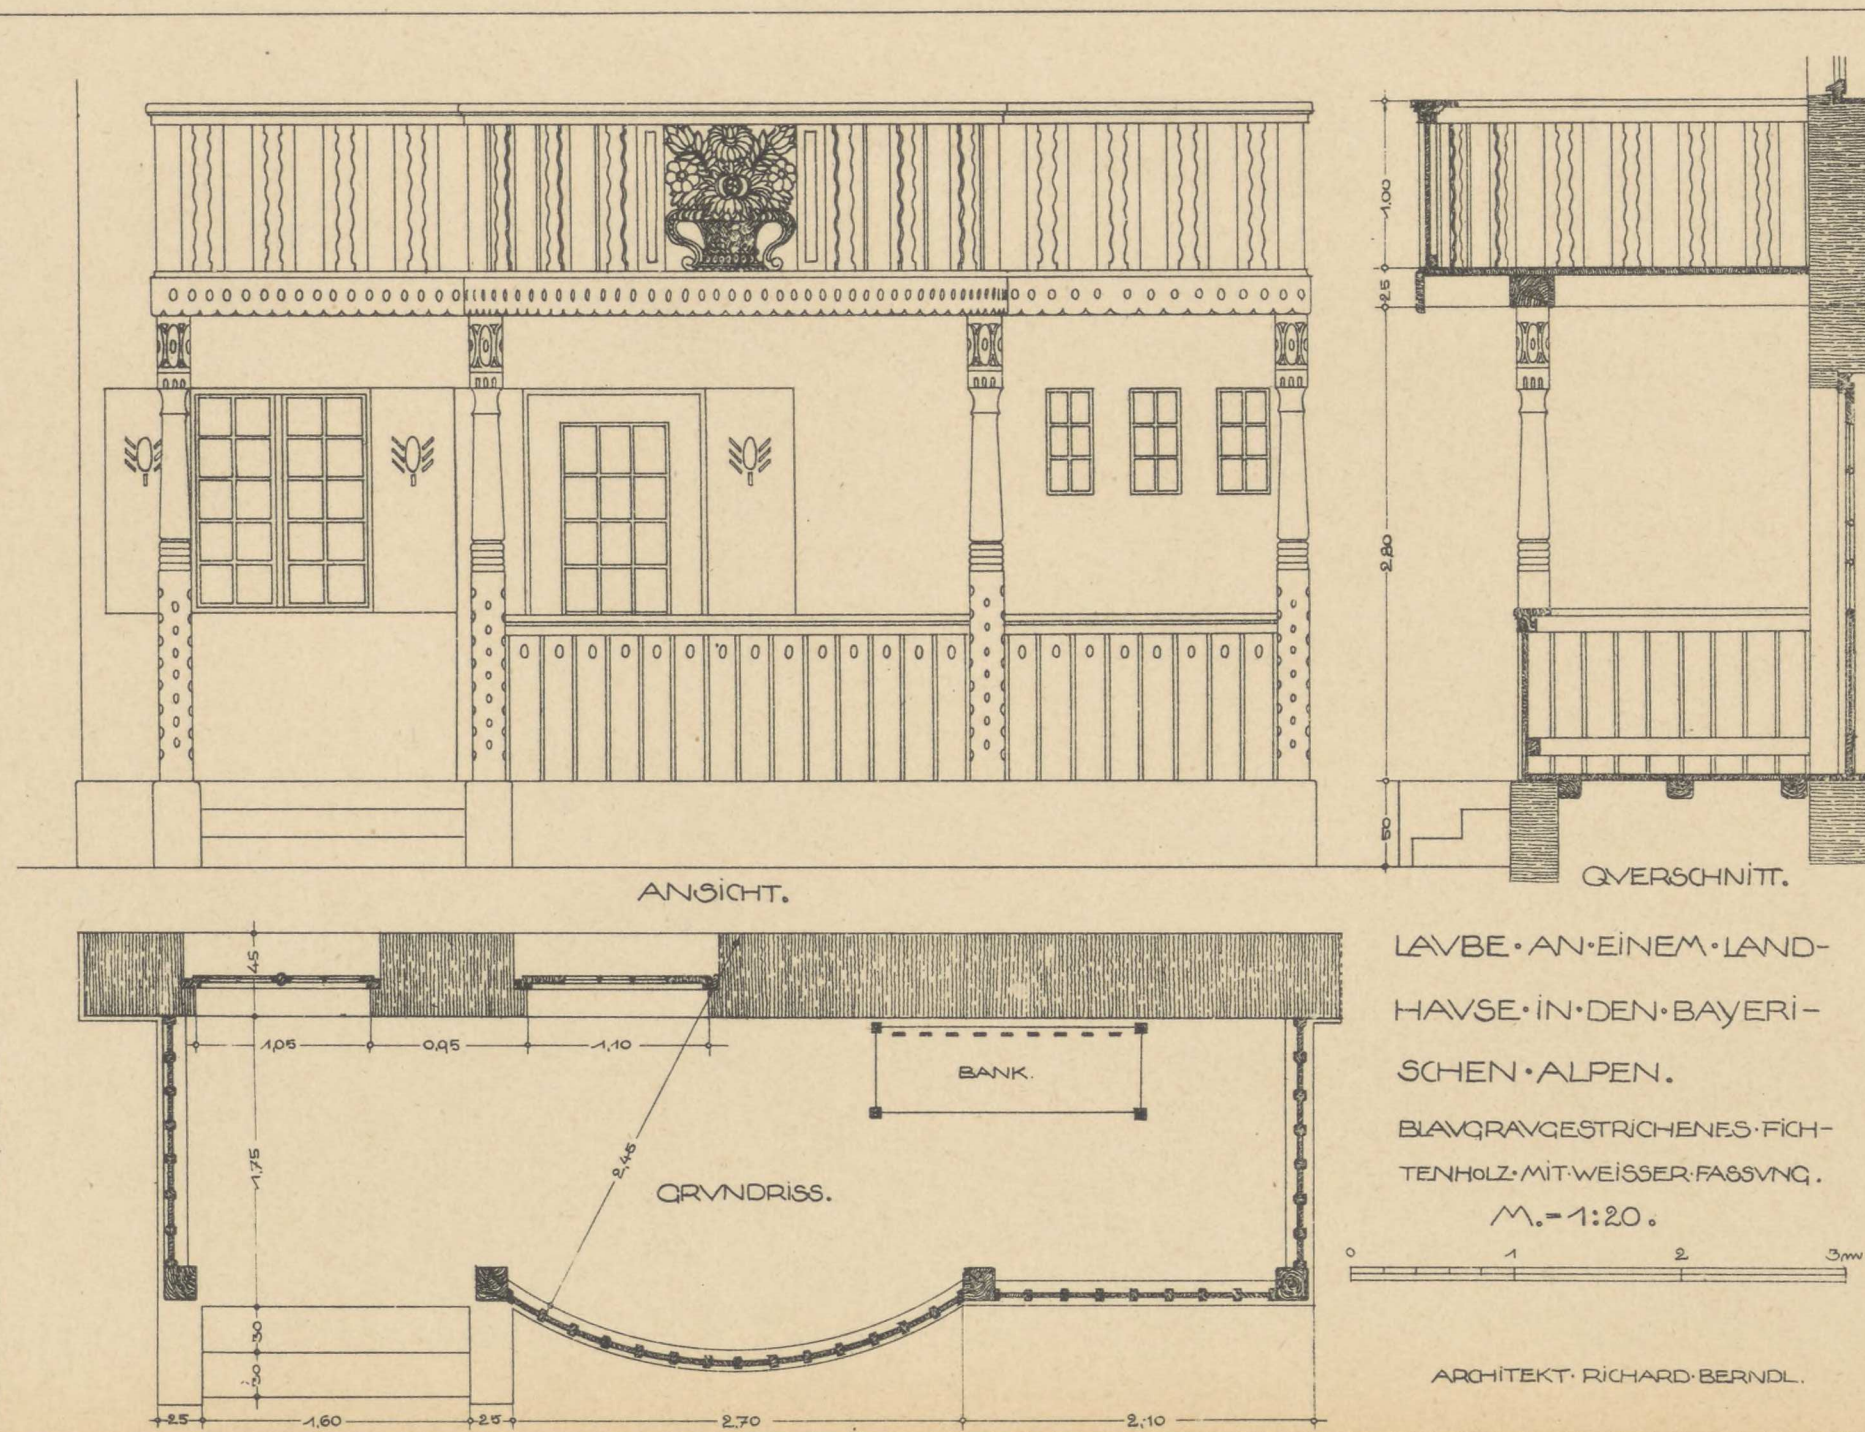 1,00
25
2,80
50
ANSICHT.
QVERSCHNITT.
45
1,05
0,95
1,10
BANK.
1,75
2,45
GRVNDRISS.
30
30
25
1,60
25
2,70
2,10
LAVBE·AN·EINEM·LAND-
HAVSE·IN·DEN·BAYERI-
SCHEN·ALPEN.
BLAVGRAVGESTRICHENES·FICH-
TENHOLZ·MIT·WEISSER·FASSVNG.
M.=1:20.
0 1 2 3m
ARCHITEKT·RICHARD·BERNDL.